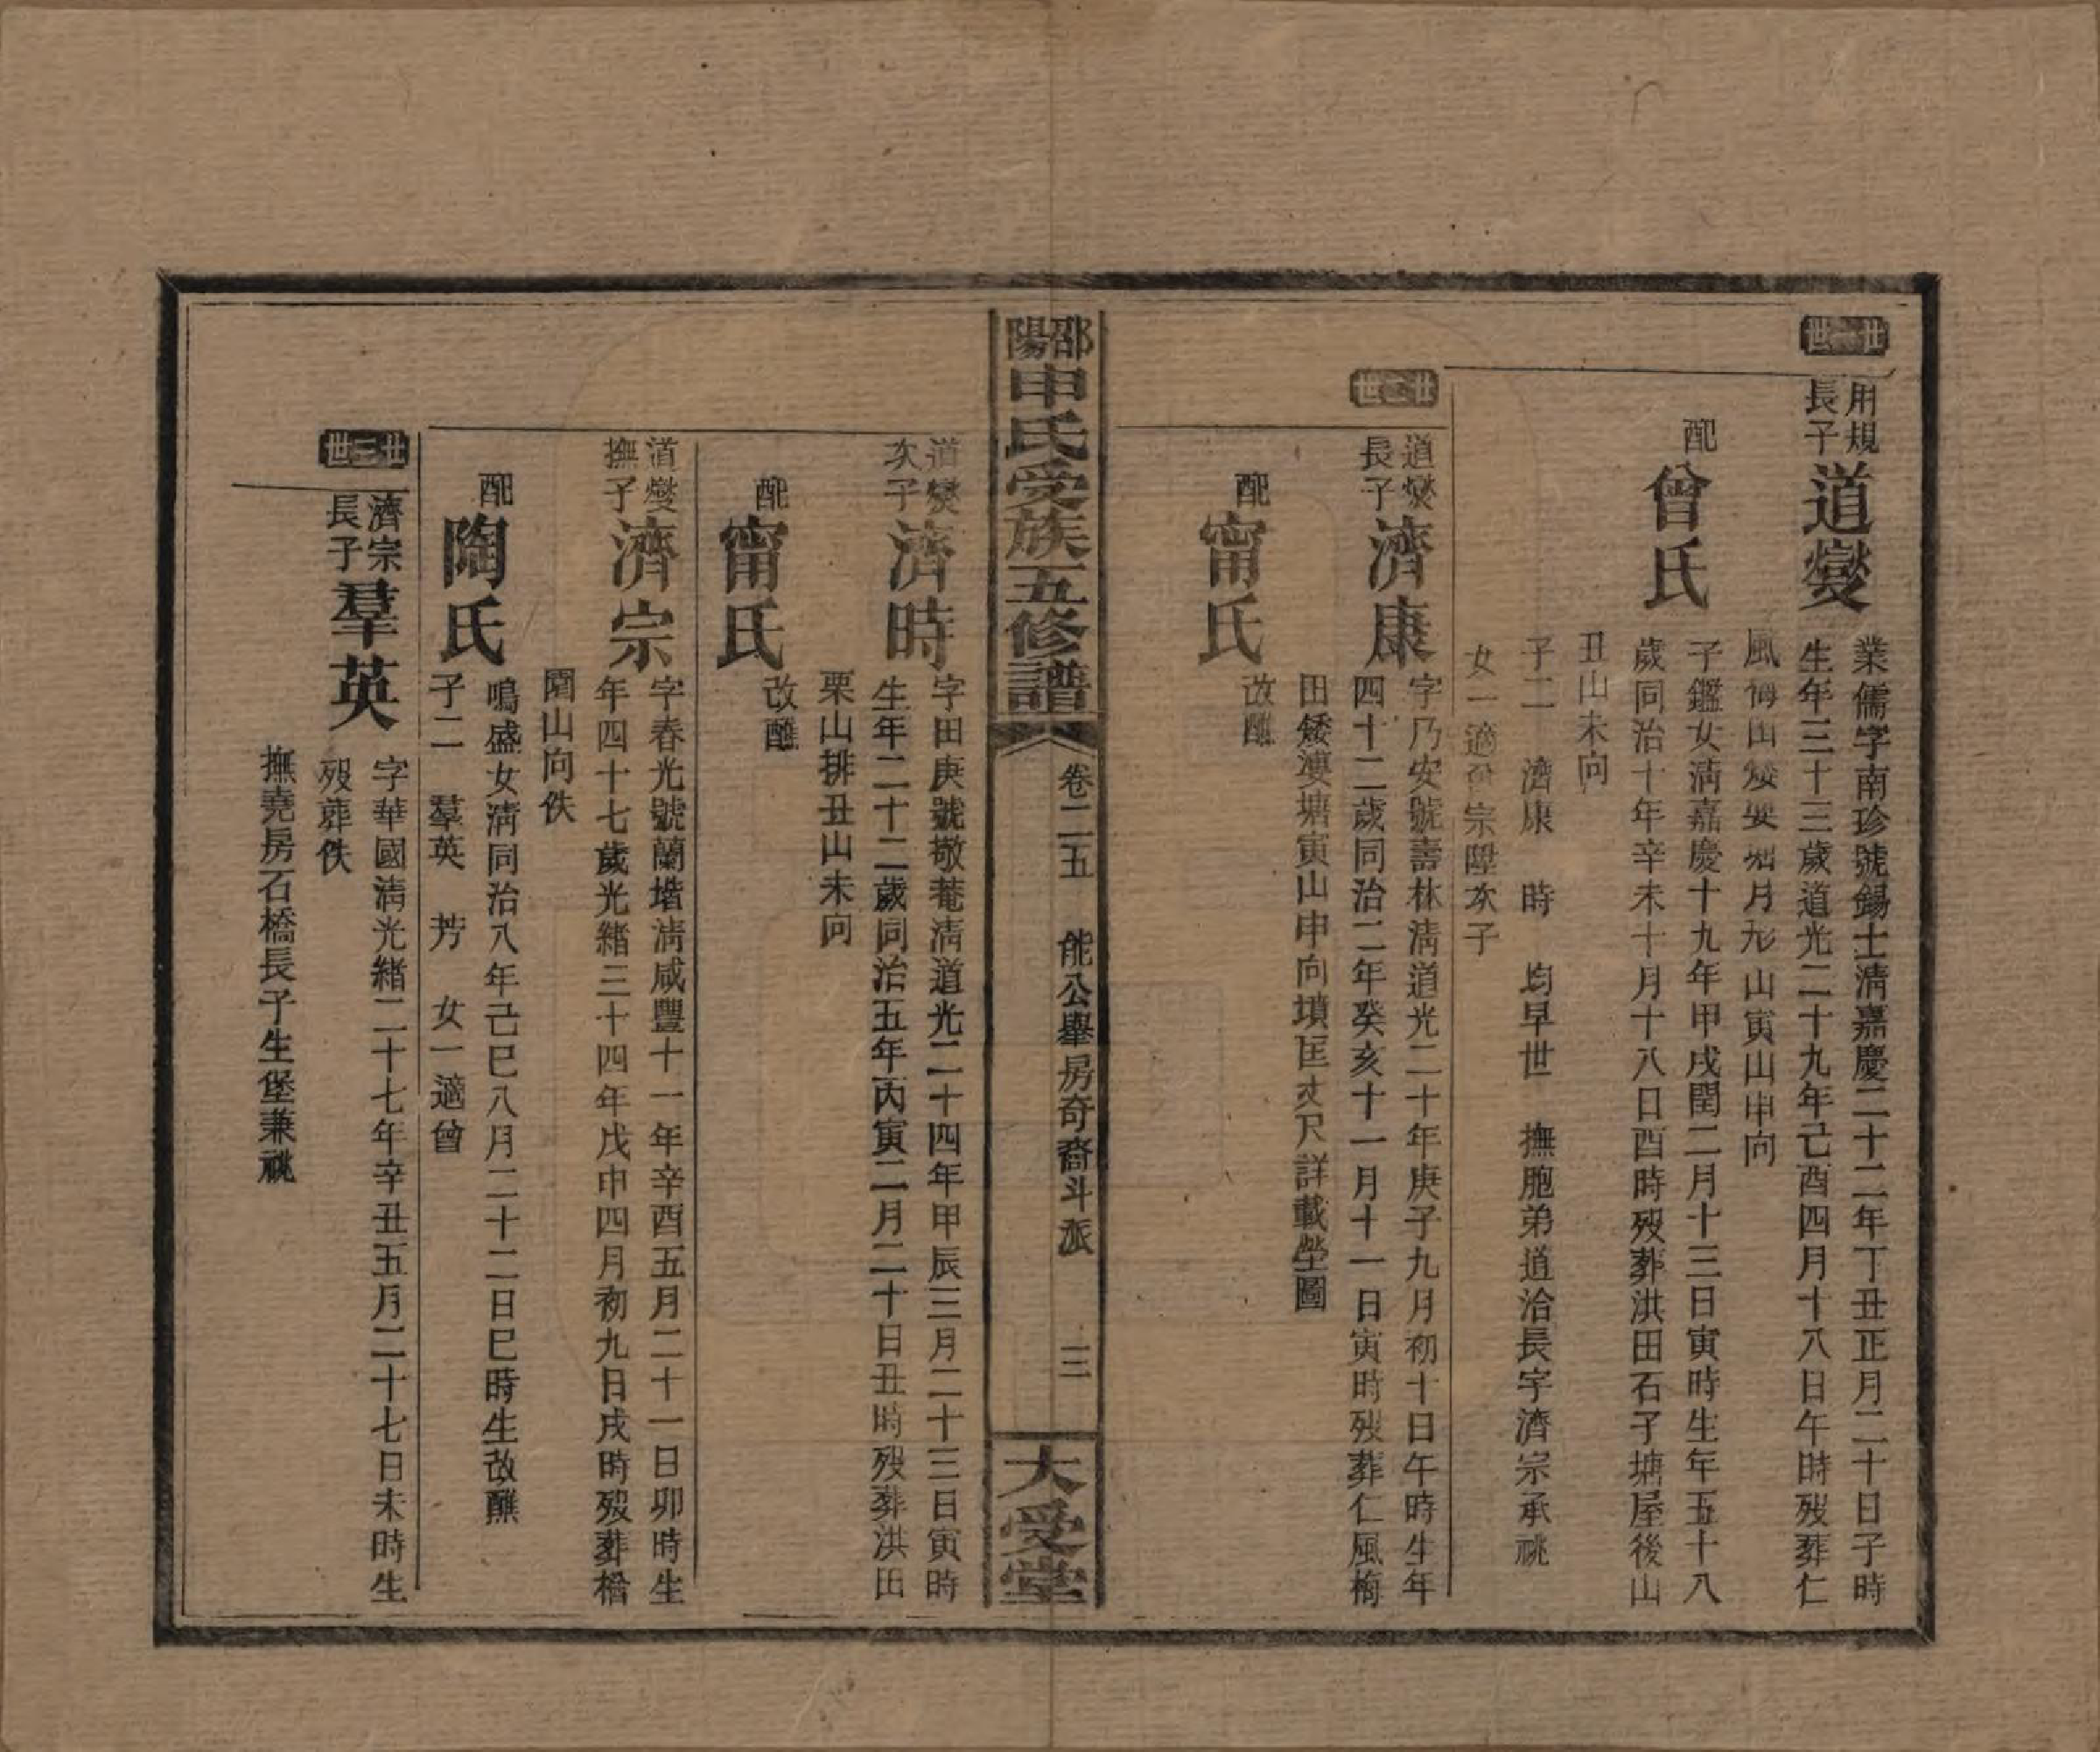 廿一世
用規長子
道燮
業儒字南珍號錫士淸嘉慶二十二年丁丑正月二十日子時
生年三十三歲道光二十九年己酉四月十八日午時歿葬仁
風梅田矮婁塘月形山寅山申向
配
曾氏
子鑑女淸嘉慶十九年甲戌閏二月十三日寅時生年五十八
歲同治十年辛未十月十八日酉時歿葬洪田石子塘屋後山
丑山未向
子二 濟康 時 均早世 撫胞弟道洽長字濟宗承祧
女一適 宗陞次子
廿二世
道燮長子
濟康
字乃安號壽林淸道光二十年庚子九月初十日午時生年
四十二歲同治二年癸亥十一月十一日寅時歿葬仁風梅
田矮漊塘寅山申向墳匡丈尺詳載塋圖
配
甯氏
改醮
邵陽申氏受族五修譜
卷二五 能公舉房奇裔斗派 三
大受堂
道燮次子
濟時
字田庚號敬菴淸道光二十四年甲辰三月二十三日寅時
生年二十二歲同治五年丙寅二月二十日丑時歿葬洪田
栗山排丑山未向
配
甯氏
改醮
道燮撫子
濟宗
字春光號蘭堦淸咸豐十一年辛酉五月二十一日卯時生
年四十七歲光緒三十四年戊申四月初九日戌時歿葬檐
園山向佚
配
陶氏
鳴盛女淸同治八年己巳八月二十二日巳時生改醮
子二 羣英 芳 女一適曾
廿三世
濟宗長子
羣英
字華國淸光緒二十七年辛丑五月二十七日未時生
歿葬佚
撫堯房石橋長子生堡兼祧